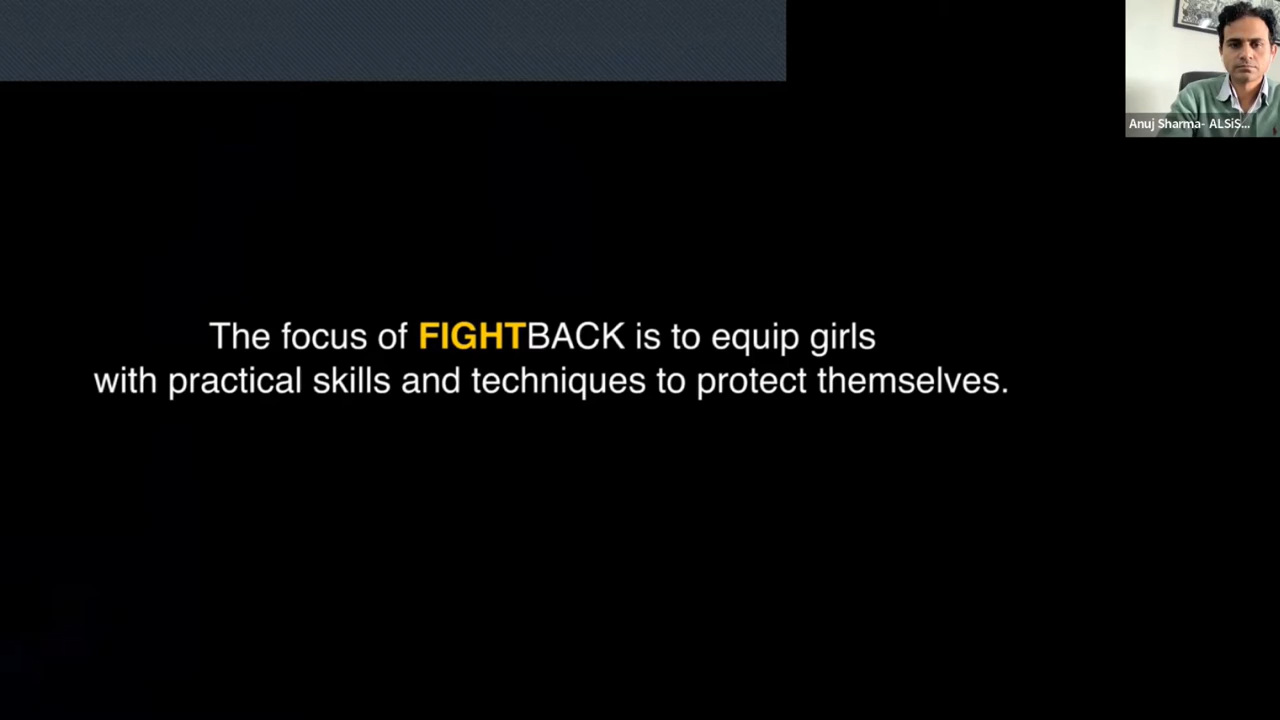 Anuj Sharma- ALSiS...
The focus of FIGHTBACK is to equip girls
with practical skills and techniques to protect themselves.